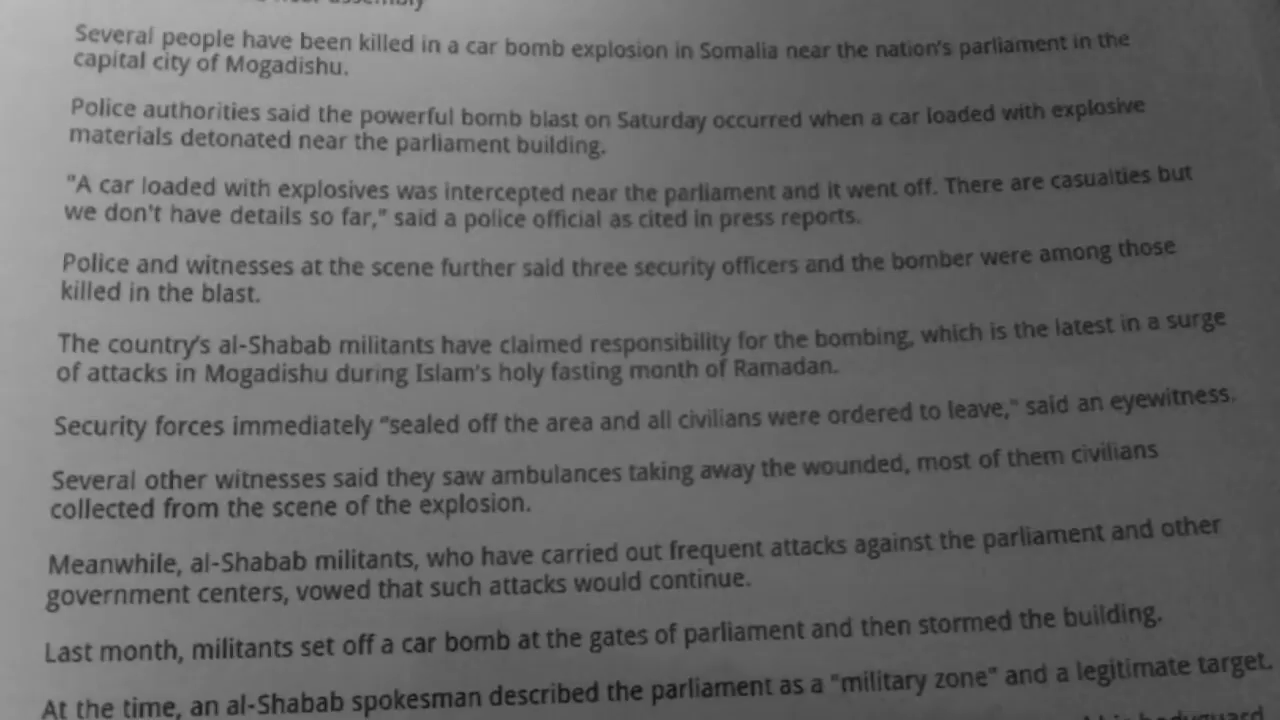 assembly
Several people have been killed in a car bomb explosion in Somalia near the nation's parliament in the
capital city of Mogadishu.
Police authorities said the powerful bomb blast on Saturday occurred when a car loaded with explosive
materials detonated near the parliament building.
"A car loaded with explosives was intercepted near the parliament and it went off. There are casualties but
we don't have details so far," said a police official as cited in press reports.
Police and witnesses at the scene further said three security officers and the bomber were among those
killed in the blast.
The country's al-Shabab militants have claimed responsibility for the bombing, which is the latest in a surge
of attacks in Mogadishu during Islam's holy fasting month of Ramadan.
Security forces immediately "sealed off the area and all civilians were ordered to leave," said an eyewitness.
Several other witnesses said they saw ambulances taking away the wounded, most of them civilians
collected from the scene of the explosion.
Meanwhile, al-Shabab militants, who have carried out frequent attacks against the parliament and other
government centers, vowed that such attacks would continue.
Last month, militants set off a car bomb at the gates of parliament and then stormed the building.
At the time, an al-Shabab spokesman described the parliament as a "military zone" and a legitimate target.
bodyguard